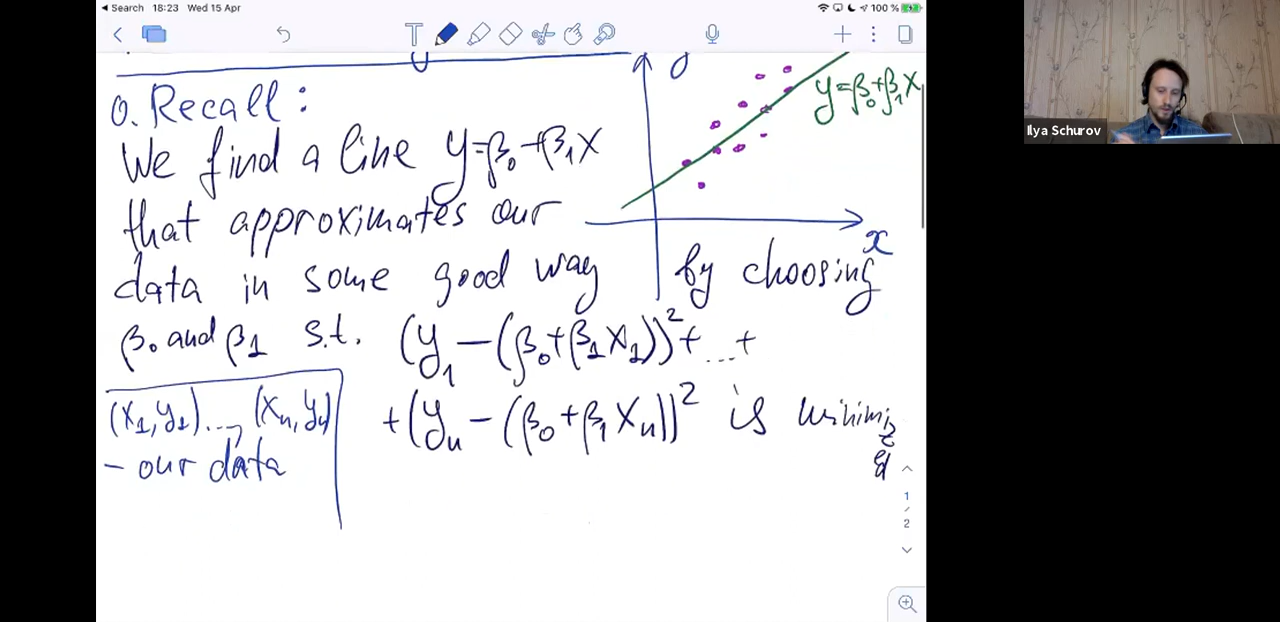 Search 18:23 Wed 15 Apr 100 %
T
y=β₀+β₁x
0. Recall:
We find a line y=β₀+β₁x
that approximates our
x
data in some good way by choosing
β₀ and β₁ s.t. (y₁-(β₀+β₁x₁))²+...+
+(yₙ-(β₀+β₁xₙ))² is minimized
(x₁,y₁)..., (xₙ,yₙ)
- our data
1
/
2
Ilya Schurov